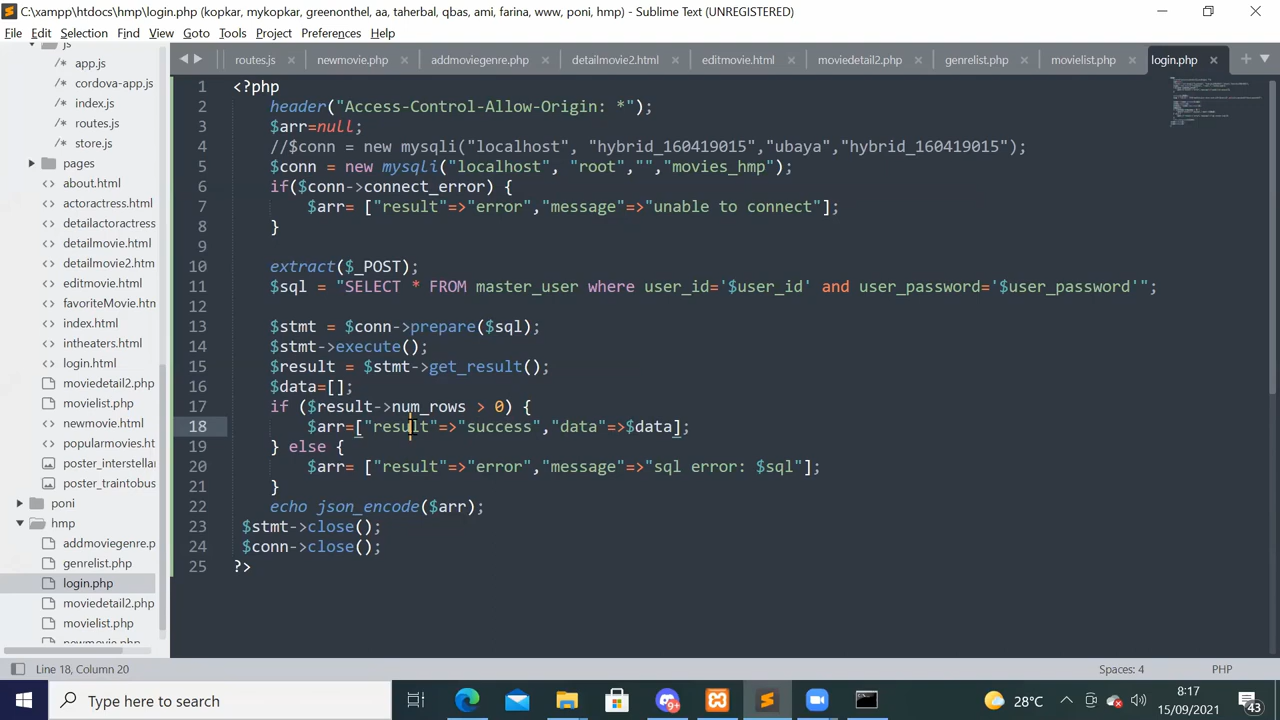 C:\xampp\htdocs\hmp\login.php (kopkar, mykopkar, greenonthel, aa, taherbal, qbas, ami, farina, www, poni, hmp) - Sublime Text (UNREGISTERED)
File Edit Selection Find View Goto Tools Project Preferences Help
routes.js newmovie.php addmoviegenre.php detailmovie2.html editmovie.html moviedetail2.php genrelist.php movielist.php login.php
js
app.js
cordova-app.js
index.js
routes.js
store.js
pages
about.html
actoractress.html
detailactoractress
detailmovie.html
detailmovie2.html
editmovie.html
favoriteMovie.htm
index.html
intheaters.html
login.html
moviedetail2.php
movielist.php
newmovie.html
popularmovies.ht
poster_interstellar
poster_traintobus
poni
hmp
addmoviegenre.p
genrelist.php
login.php
moviedetail2.php
movielist.php
newmovie.php
1 <?php
2 header("Access-Control-Allow-Origin: *");
3 $arr=null;
4 //$conn = new mysqli("localhost", "hybrid_160419015","ubaya","hybrid_160419015");
5 $conn = new mysqli("localhost", "root","","movies_hmp");
6 if($conn->connect_error) {
7 $arr= ["result"=>"error","message"=>"unable to connect"];
8 }
9
10 extract($_POST);
11 $sql = "SELECT * FROM master_user where user_id='$user_id' and user_password='$user_password'";
12
13 $stmt = $conn->prepare($sql);
14 $stmt->execute();
15 $result = $stmt->get_result();
16 $data=[];
17 if ($result->num_rows > 0) {
18 $arr=["result"=>"success","data"=>$data];
19 } else {
20 $arr= ["result"=>"error","message"=>"sql error: $sql"];
21 }
22 echo json_encode($arr);
23 $stmt->close();
24 $conn->close();
25 ?>
Line 18, Column 20 Spaces: 4 PHP
Type here to search
28°C
8:17
15/09/2021
43